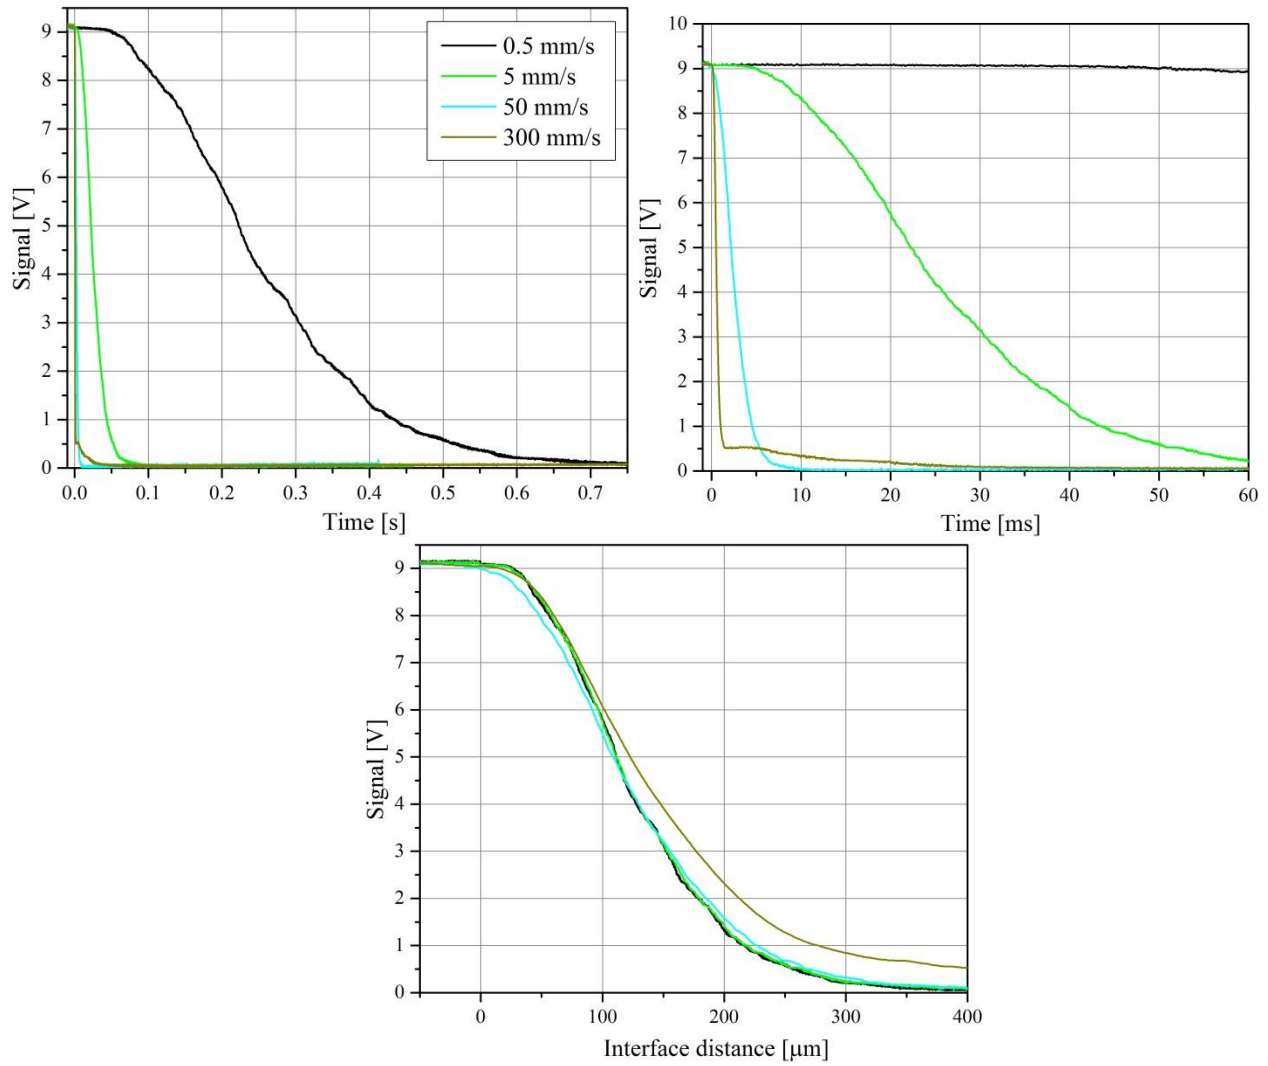 9
8
7
6
5
4
3
2
1
0
Signal [V]
0.0 0.1 0.2 0.3 0.4 0.5 0.6 0.7
Time [s]
0.5 mm/s
5 mm/s
50 mm/s
300 mm/s
10
9
8
7
6
5
4
3
2
1
0
Signal [V]
0 10 20 30 40 50 60
Time [ms]
9
8
7
6
5
4
3
2
1
0
Signal [V]
0 100 200 300 400
Interface distance [μm]